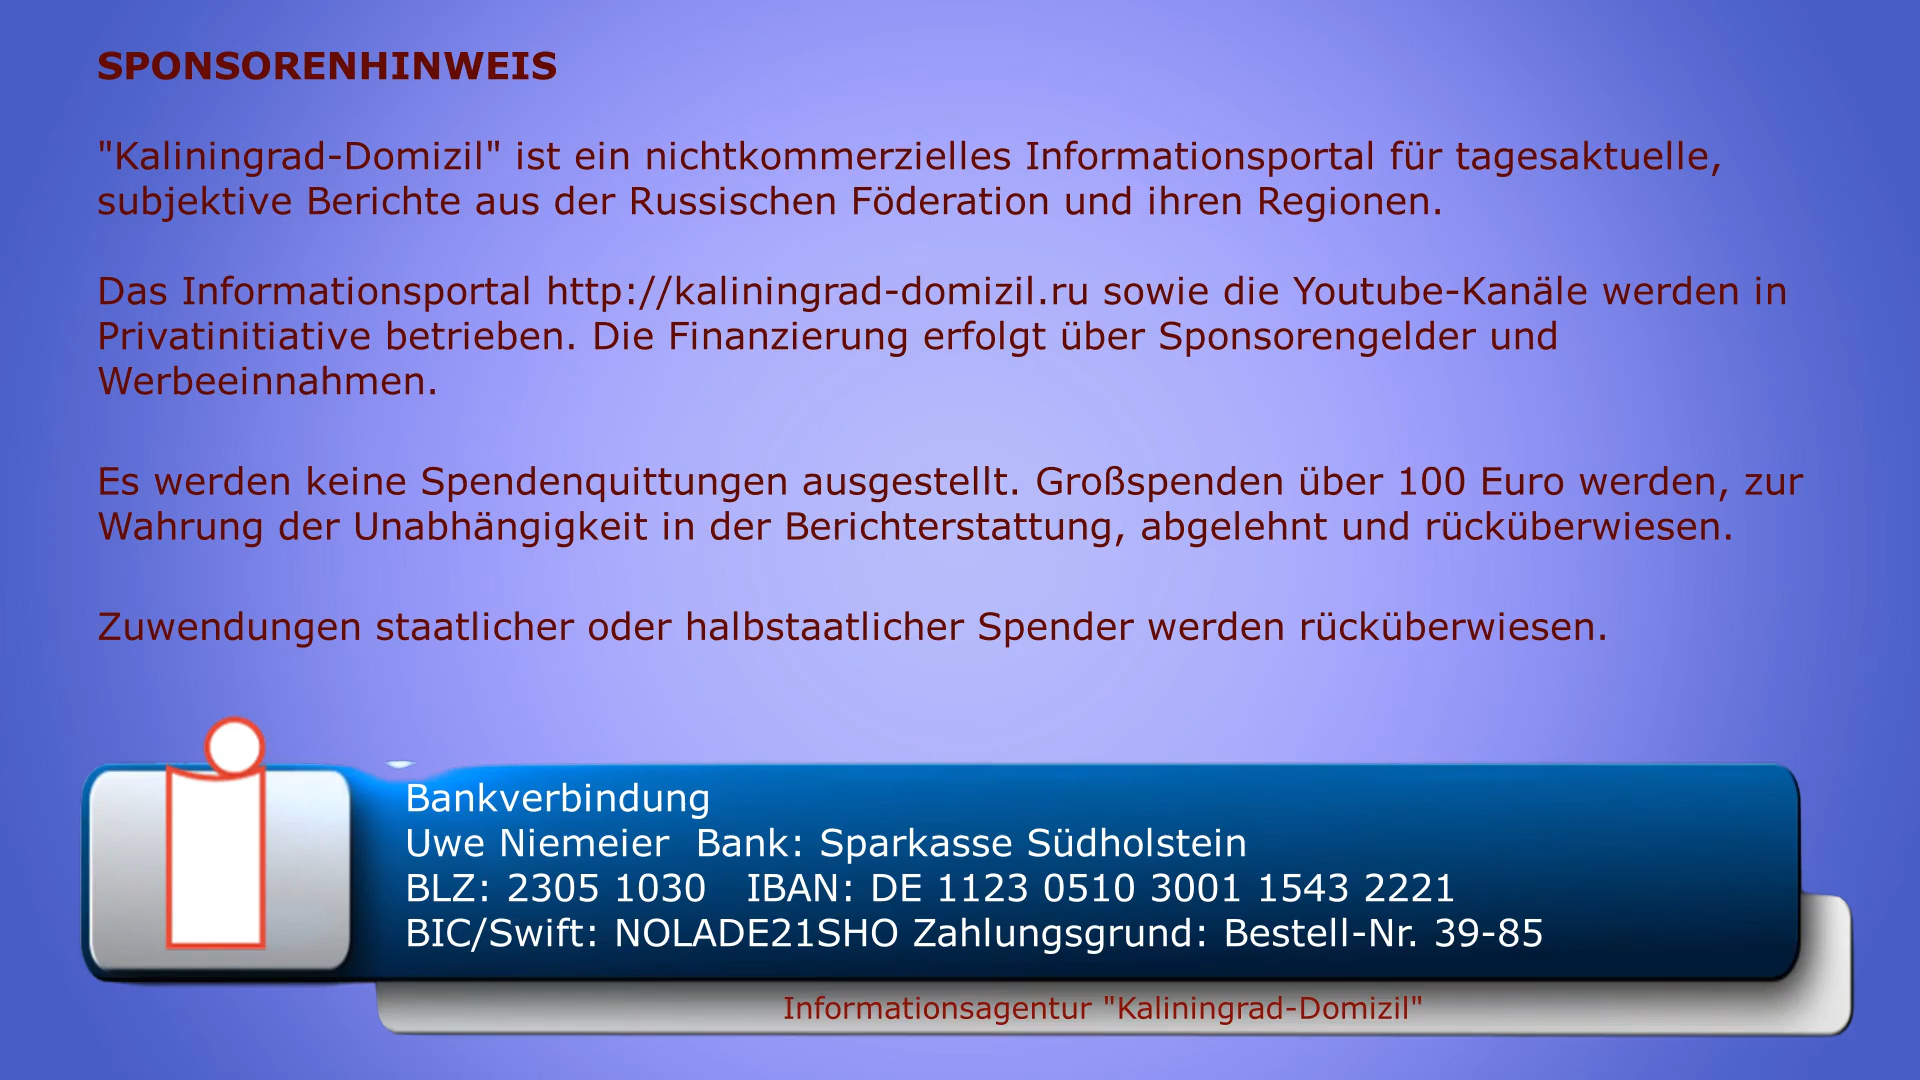 SPONSORENHINWEIS
"Kaliningrad-Domizil" ist ein nichtkommerzielles Informationsportal für tagesaktuelle,
subjektive Berichte aus der Russischen Föderation und ihren Regionen.
Das Informationsportal http://kaliningrad-domizil.ru sowie die Youtube-Kanäle werden in
Privatinitiative betrieben. Die Finanzierung erfolgt über Sponsorengelder und
Werbeeinnahmen.
Es werden keine Spendenquittungen ausgestellt. Großspenden über 100 Euro werden, zur
Wahrung der Unabhängigkeit in der Berichterstattung, abgelehnt und rücküberwiesen.
Zuwendungen staatlicher oder halbstaatlicher Spender werden rücküberwiesen.
Bankverbindung
Uwe Niemeier  Bank: Sparkasse Südholstein
BLZ: 2305 1030   IBAN: DE 1123 0510 3001 1543 2221
BIC/Swift: NOLADE21SHO Zahlungsgrund: Bestell-Nr. 39-85
Informationsagentur "Kaliningrad-Domizil"